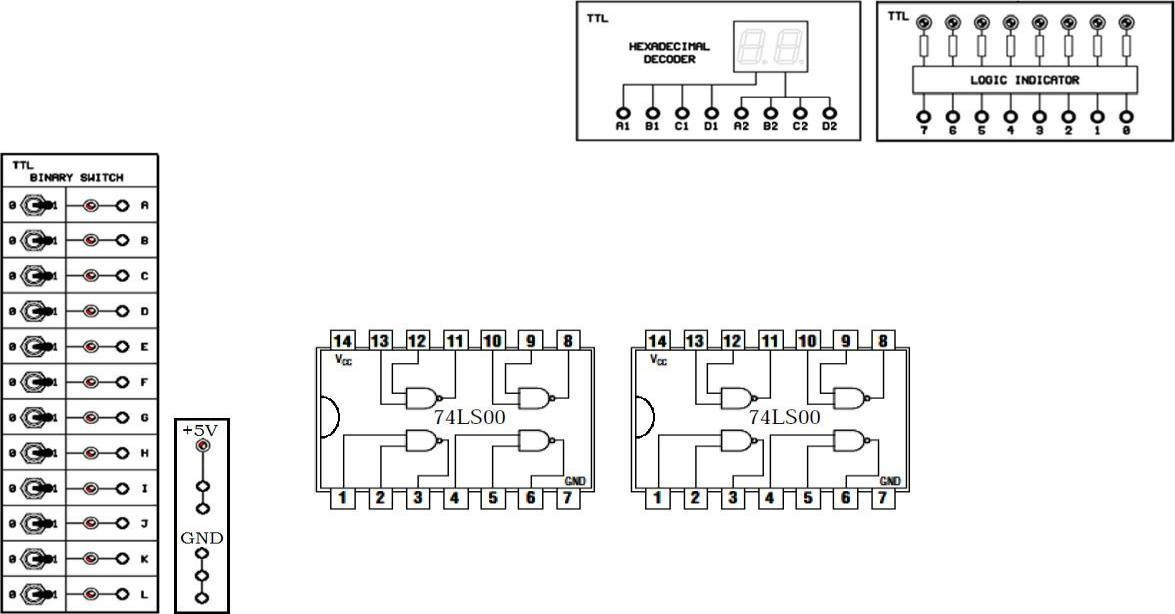 TTL
HEXADECIMAL
DECODER
A1 B1 C1 D1 A2 B2 C2 D2
TTL
LOGIC INDICATOR
7 6 5 4 3 2 1 0
TTL
BINARY SWITCH
0 1 A
0 1 B
0 1 C
0 1 D
0 1 E
0 1 F
0 1 G
0 1 H
0 1 I
0 1 J
0 1 K
0 1 L
+5V
GND
14 13 12 11 10 9 8
VCC
74LS00
GND
1 2 3 4 5 6 7
14 13 12 11 10 9 8
VCC
74LS00
GND
1 2 3 4 5 6 7